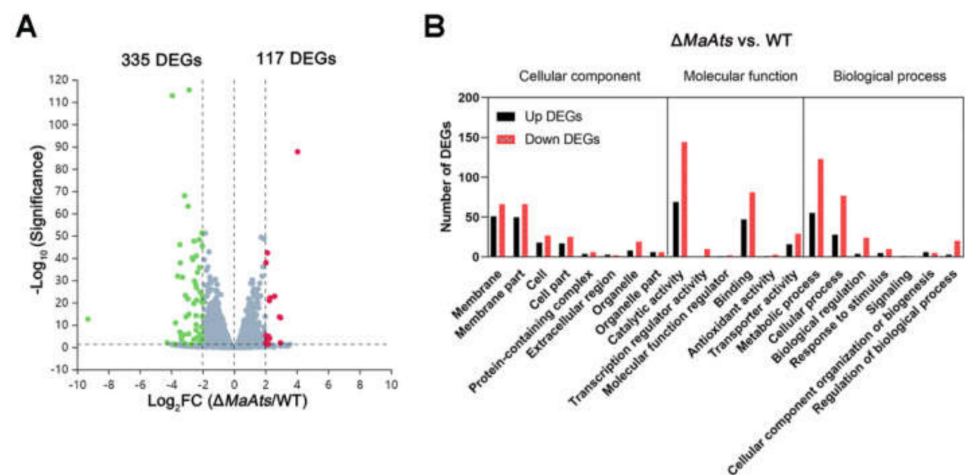 A
335 DEGs
117 DEGs
120
110
100
90
80
70
60
50
40
30
20
10
0
-10
-Log10 (Significance)
-10 -8 -6 -4 -2 0 2 4 6 8 10
Log2FC (ΔMaAts/WT)
B
ΔMaAts vs. WT
Cellular component
Molecular function
Biological process
200
150
100
50
0
Number of DEGs
Up DEGs
Down DEGs
Membrane
Membrane part
Cell
Cell part
Protein-containing complex
Extracellular region
Organelle
Organelle part
Catalytic activity
Transcription regulator activity
Molecular function regulator
Binding
Antioxidant activity
Transporter activity
Metabolic process
Cellular process
Biological regulation
Response to stimulus
Signaling
Cellular component organization or biogenesis
Regulation of biological process